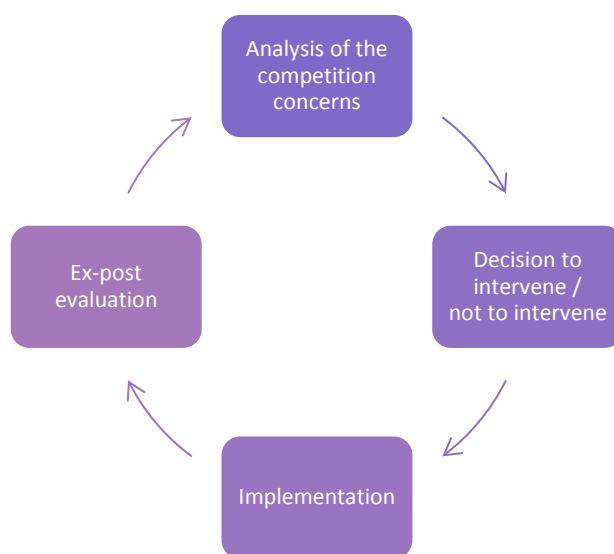 Analysis of the
competition
concerns
Decision to
intervene /
not to intervene
Implementation
Ex-post
evaluation